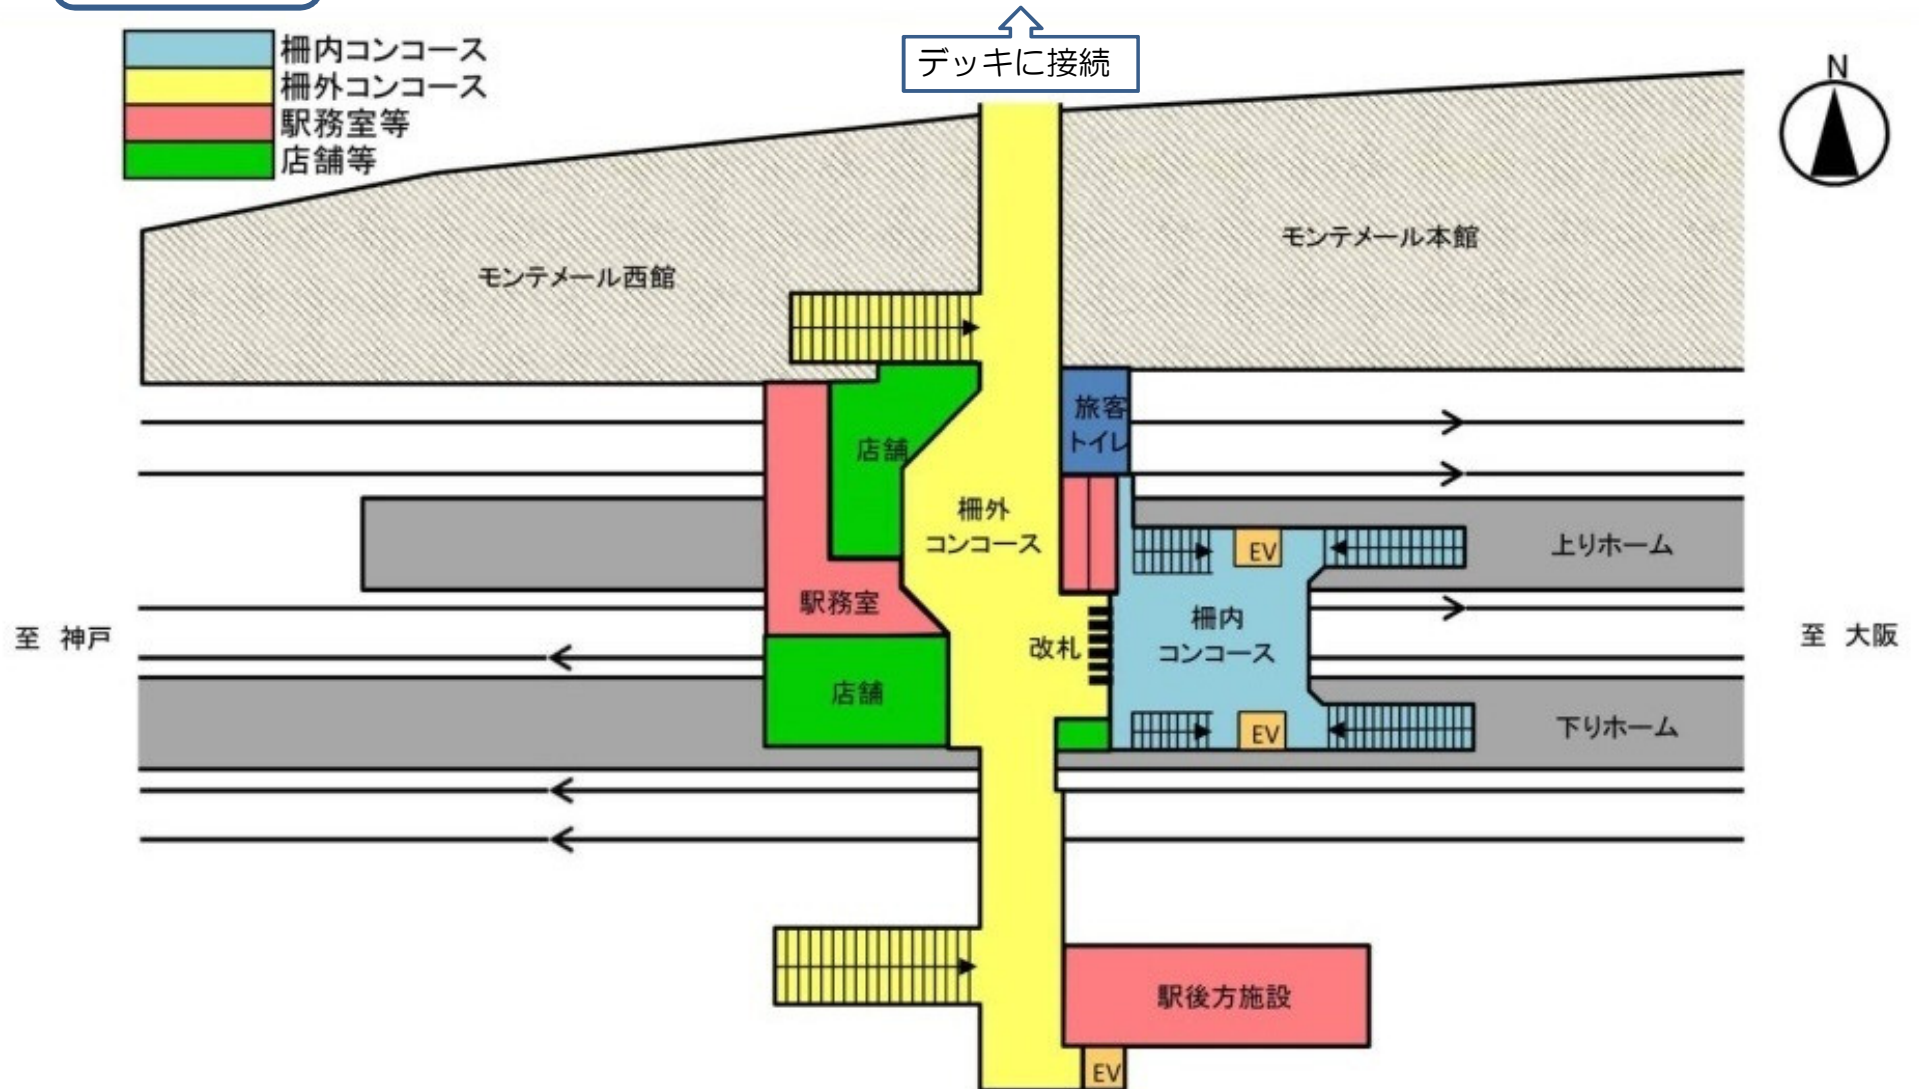 デッキに接続
N
柵内コンコース
柵外コンコース
駅務室等
店舗等
モンテメール西館
モンテメール本館
旅客
トイレ
店舗
柵外
コンコース
EV
上りホーム
駅務室
柵内
コンコース
改札
至 神戸
至 大阪
店舗
EV
下りホーム
駅後方施設
EV